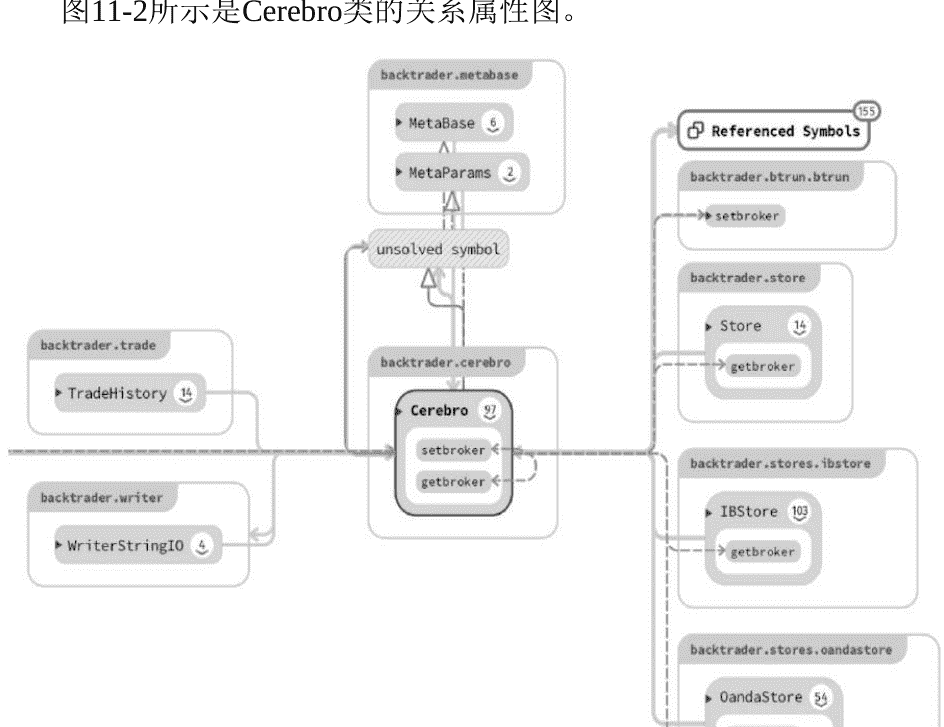 图11-2所示是Cerebro类的关系属性图。
backtrader.metabase
MetaBase 6
MetaParams 2
unsolved symbol
155
Referenced Symbols
backtrader.btrun.btrun
setbroker
backtrader.store
Store 14
getbroker
backtrader.trade
TradeHistory 14
backtrader.cerebro
Cerebro 97
setbroker
getbroker
backtrader.writer
WriterStringIO 4
backtrader.stores.ibstore
IBStore 103
getbroker
backtrader.stores.oandastore
OandaStore 54